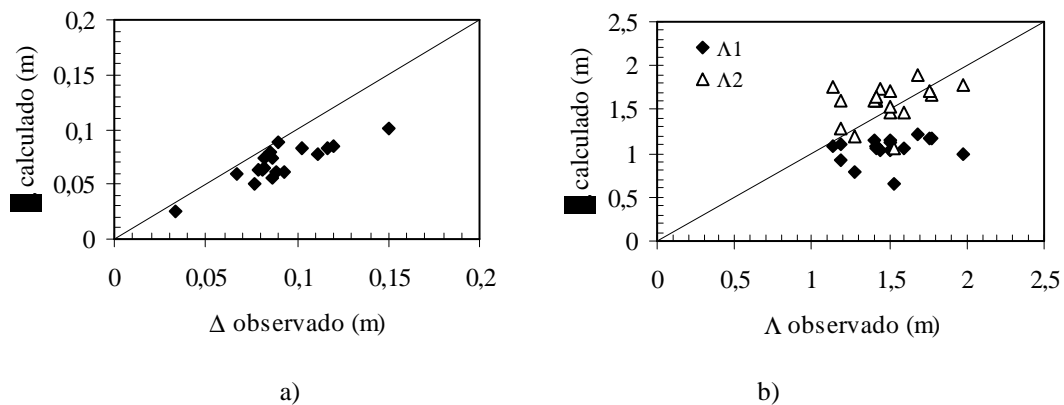 0,2
0,15
0,1
0,05
0
calculado (m)
0
0,05
0,1
0,15
0,2
Δ observado (m)
a)
2,5
2
1,5
1
0,5
0
calculado (m)
Λ1
Λ2
0
0,5
1
1,5
2
2,5
Λ observado (m)
b)